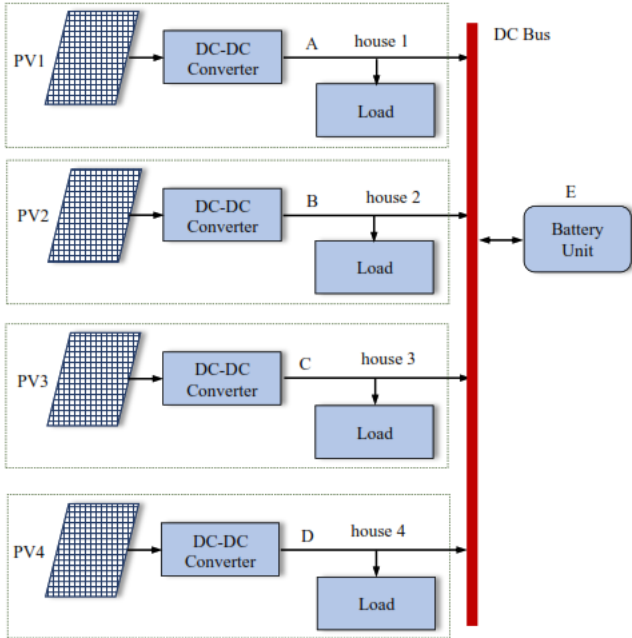 PV1
DC-DC
Converter
A
house 1
Load
DC Bus
PV2
DC-DC
Converter
B
house 2
Load
E
Battery
Unit
PV3
DC-DC
Converter
C
house 3
Load
PV4
DC-DC
Converter
D
house 4
Load